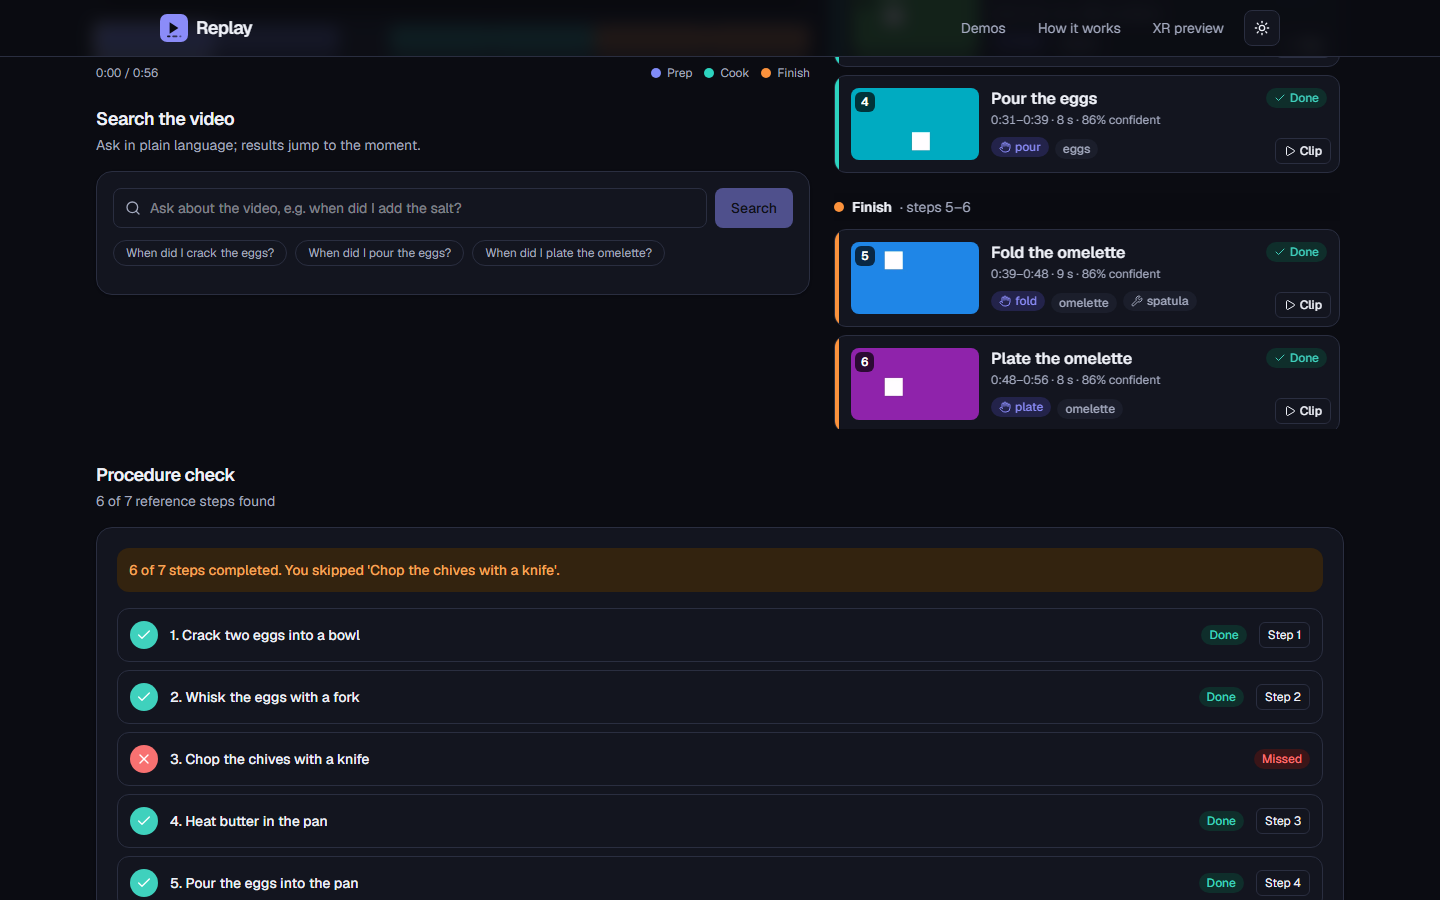 Replay
Demos
How it works
XR preview
0:00 / 0:56
Prep
Cook
Finish
Search the video
Ask in plain language; results jump to the moment.
Ask about the video, e.g. when did I add the salt?
Search
When did I crack the eggs?
When did I pour the eggs?
When did I plate the omelette?
4
Pour the eggs
Done
0:31–0:39 · 8 s · 86% confident
pour
eggs
Clip
Finish · steps 5–6
5
Fold the omelette
Done
0:39–0:48 · 9 s · 86% confident
fold
omelette
spatula
Clip
6
Plate the omelette
Done
0:48–0:56 · 8 s · 86% confident
plate
omelette
Clip
Procedure check
6 of 7 reference steps found
6 of 7 steps completed. You skipped 'Chop the chives with a knife'.
1. Crack two eggs into a bowl
Done
Step 1
2. Whisk the eggs with a fork
Done
Step 2
3. Chop the chives with a knife
Missed
4. Heat butter in the pan
Done
Step 3
5. Pour the eggs into the pan
Done
Step 4